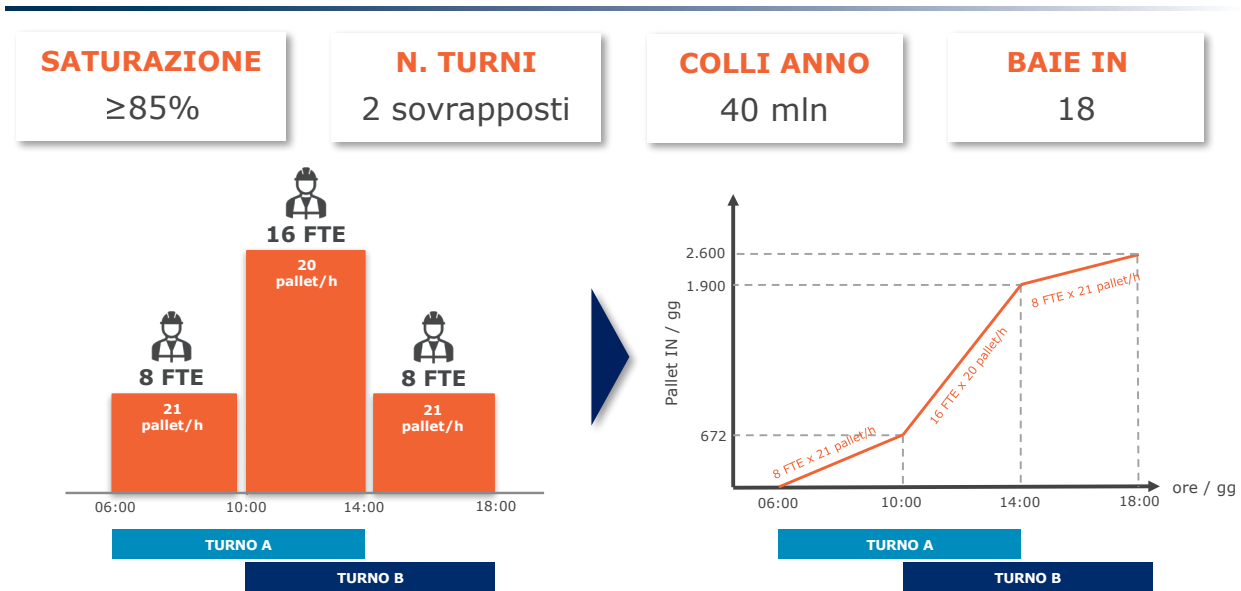 SATURAZIONE
≥85%
N. TURNI
2 sovrapposti
COLLI ANNO
40 mln
BAIE IN
18
16 FTE
20
pallet/h
8 FTE
21
pallet/h
8 FTE
21
pallet/h
06:00
10:00
14:00
18:00
TURNO A
TURNO B
Pallet IN / gg
2.600
1.900
672
8 FTE x 21 pallet/h
16 FTE x 20 pallet/h
8 FTE x 21 pallet/h
06:00
10:00
14:00
18:00
ore / gg
TURNO A
TURNO B